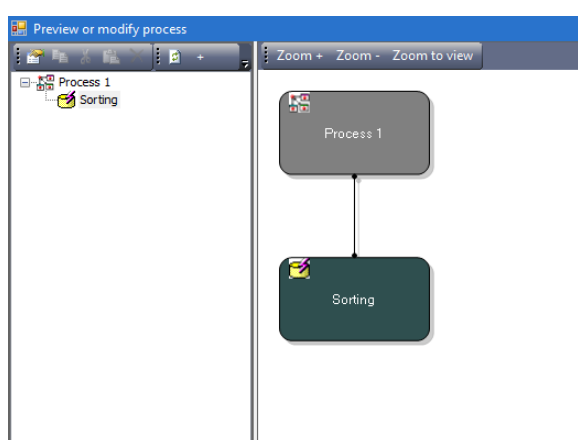 Preview or modify process
+
Zoom + Zoom - Zoom to view
Process 1
Sorting
Process 1
Sorting